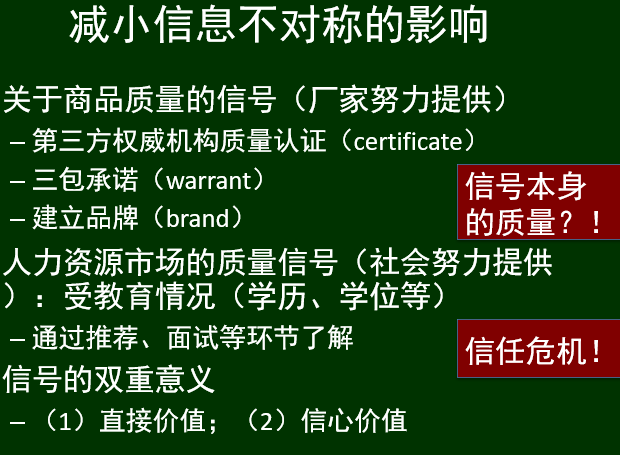 减小信息不对称的影响
关于商品质量的信号（厂家努力提供）
– 第三方权威机构质量认证（certificate）
– 三包承诺（warrant）
– 建立品牌（brand）
信号本身
的质量？！
人力资源市场的质量信号（社会努力提供
）：受教育情况（学历、学位等）
– 通过推荐、面试等环节了解
信任危机！
信号的双重意义
–（1）直接价值；（2）信心价值